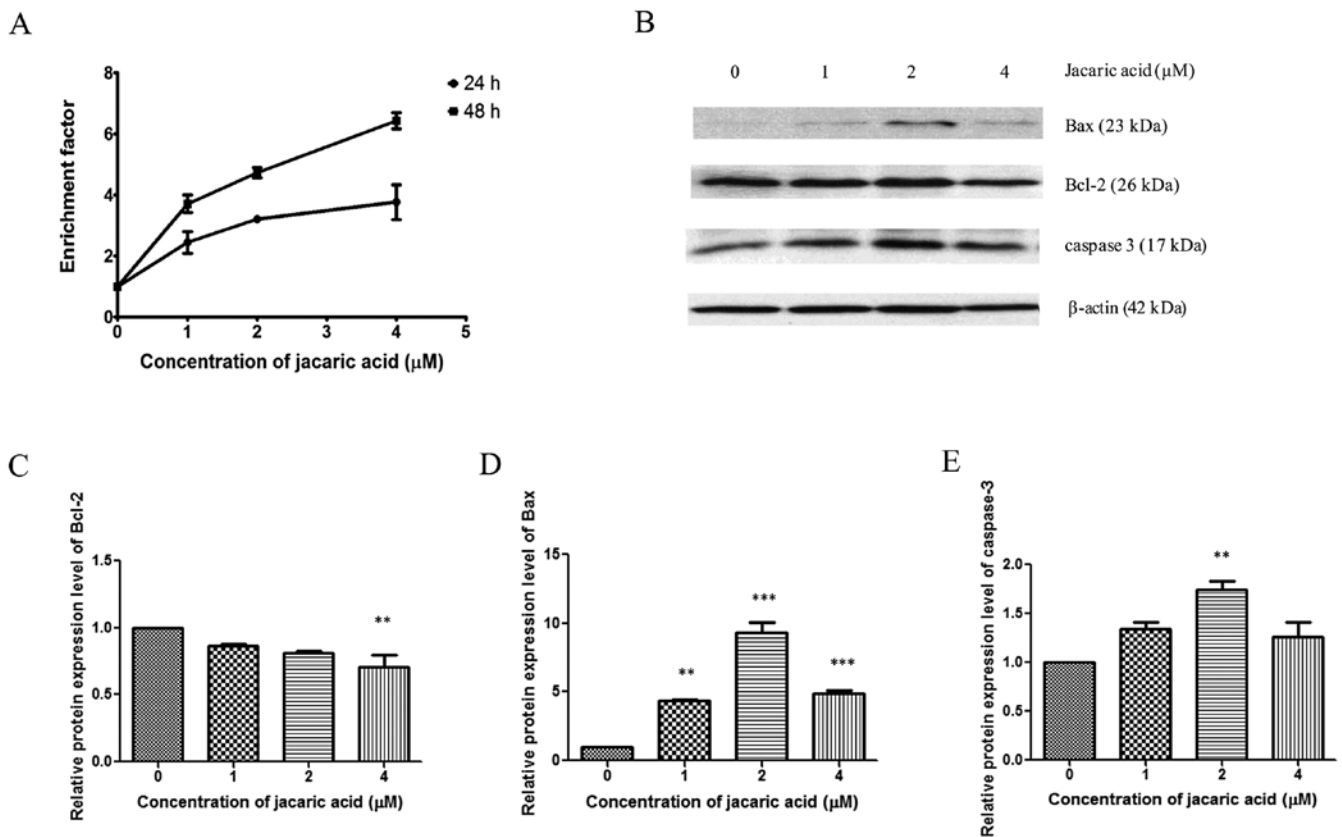 A
8
6
4
2
0
Enrichment factor
24 h
48 h
0 1 2 3 4 5
Concentration of jacaric acid (μM)
B
0 1 2 4 Jacaric acid (μM)
Bax (23 kDa)
Bcl-2 (26 kDa)
caspase 3 (17 kDa)
β-actin (42 kDa)
C
Relative protein expression level of Bcl-2
1.5
1.0
0.5
0.0
**
0 1 2 4
Concentration of jacaric acid (μM)
D
Relative protein expression level of Bax
15
10
5
0
**
***
***
0 1 2 4
Concentration of jacaric acid (μM)
E
Relative protein expression level of caspase-3
2.0
1.5
1.0
0.5
0.0
**
0 1 2 4
Concentration of jacaric acid (μM)